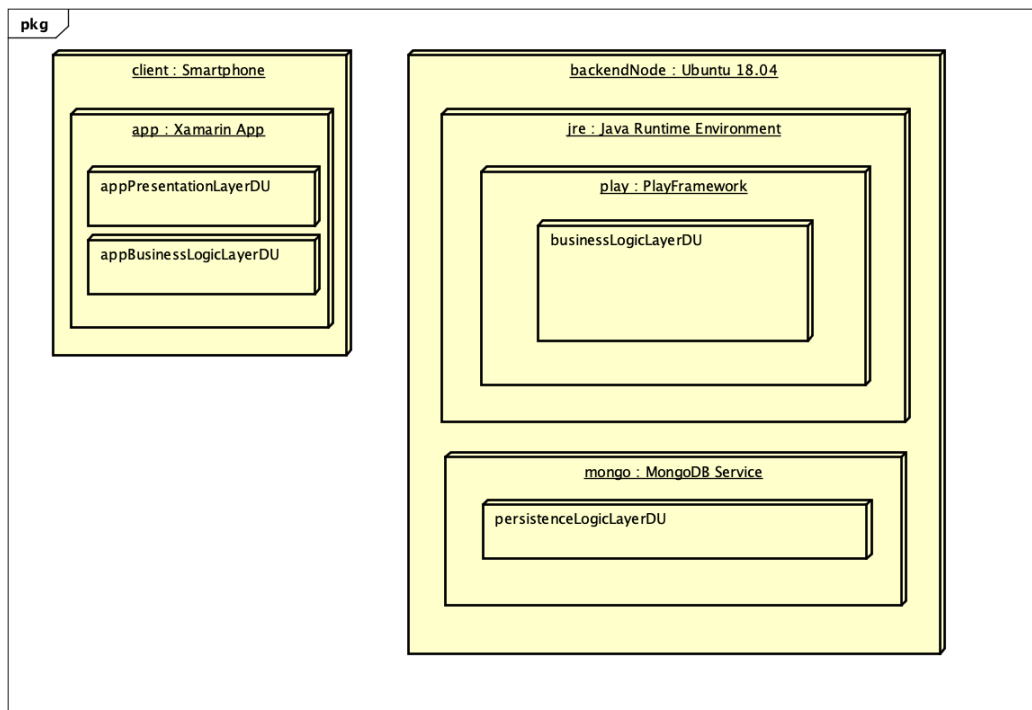 pkg
client : Smartphone
app : Xamarin App
appPresentationLayerDU
appBusinessLogicLayerDU
backendNode : Ubuntu 18.04
jre : Java Runtime Environment
play : PlayFramework
businessLogicLayerDU
mongo : MongoDB Service
persistenceLogicLayerDU